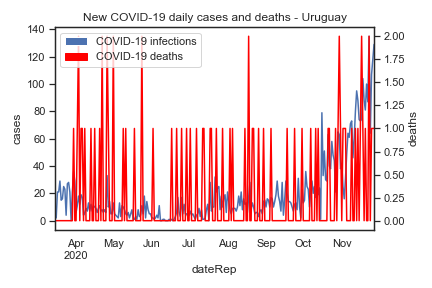 New COVID-19 daily cases and deaths - Uruguay
COVID-19 infections
COVID-19 deaths
140
120
100
80
60
40
20
0
cases
2.00
1.75
1.50
1.25
1.00
0.75
0.50
0.25
0.00
deaths
Apr May Jun Jul Aug Sep Oct Nov
2020
dateRep